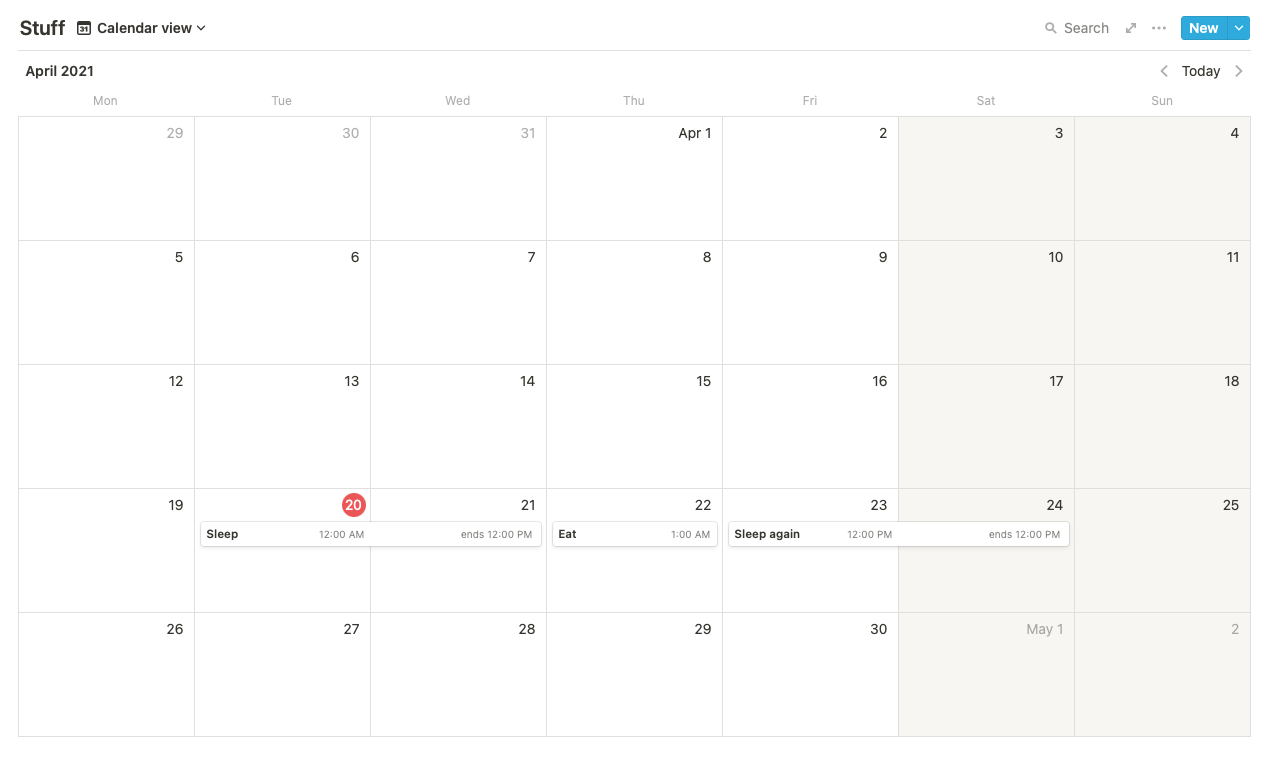 Stuff 31 Calendar view Search New
April 2021 Today
Mon Tue Wed Thu Fri Sat Sun
29 30 31 Apr 1 2 3 4
5 6 7 8 9 10 11
12 13 14 15 16 17 18
19 20 21 22 23 24 25
Sleep 12:00 AM ends 12:00 PM Eat 1:00 AM Sleep again 12:00 PM ends 12:00 PM
26 27 28 29 30 May 1 2